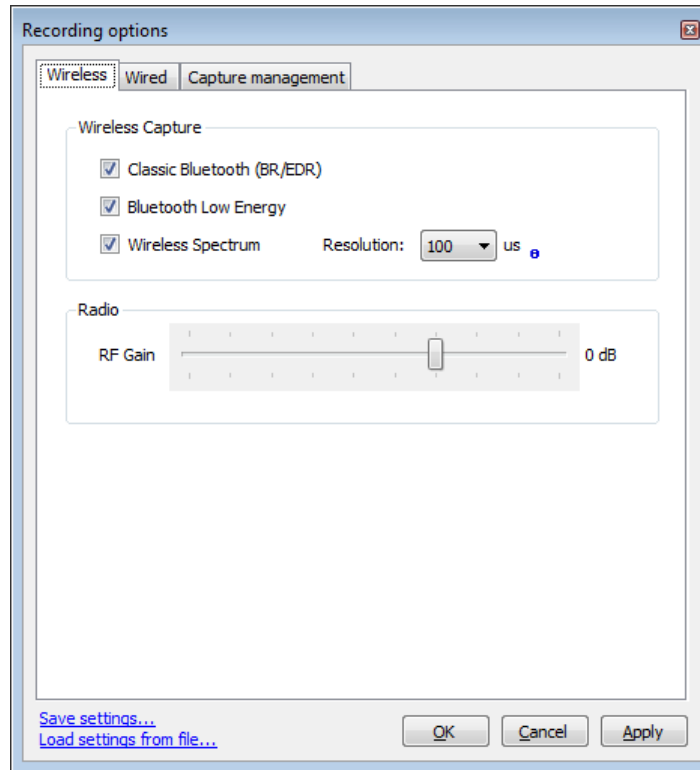 Recording options
Wireless Wired Capture management
Wireless Capture
Classic Bluetooth (BR/EDR)
Bluetooth Low Energy
Wireless Spectrum Resolution: 100 us
Radio
RF Gain 0 dB
Save settings...
Load settings from file...
OK Cancel Apply